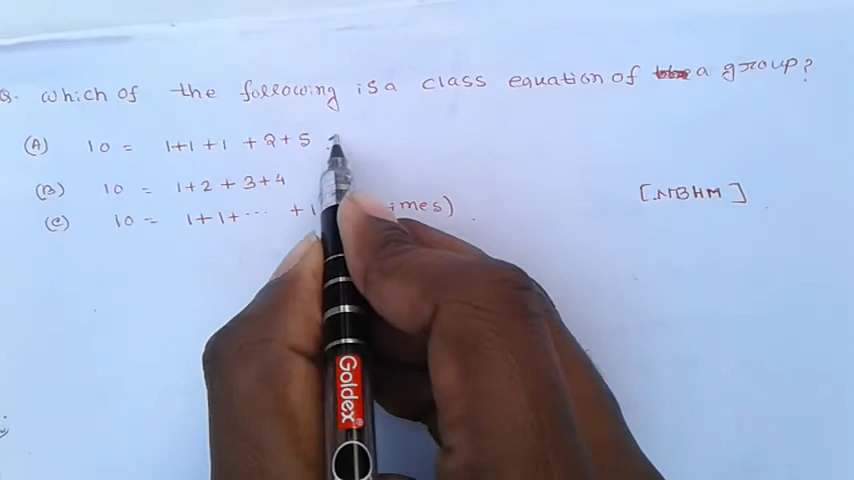 Q. which of the following is a class equation of a group?
(A) 10 = 1+1+1 +2+5
(B) 10 = 1+2+3+4
(C) 10 = 1+1+... +1 imes)
[NBHM]
Goldex